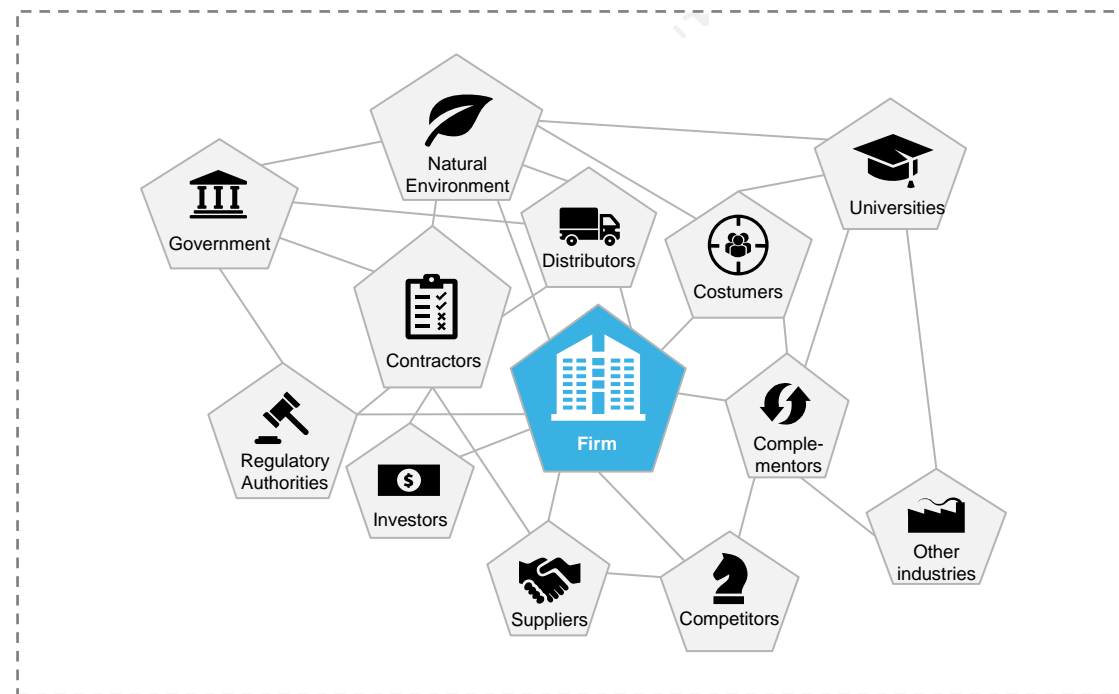 Natural
Environment
Universities
Government
Distributors
Costumers
Contractors
Firm
Regulatory
Authorities
Comple-
mentors
Investors
$
Other
industries
Suppliers
Competitors